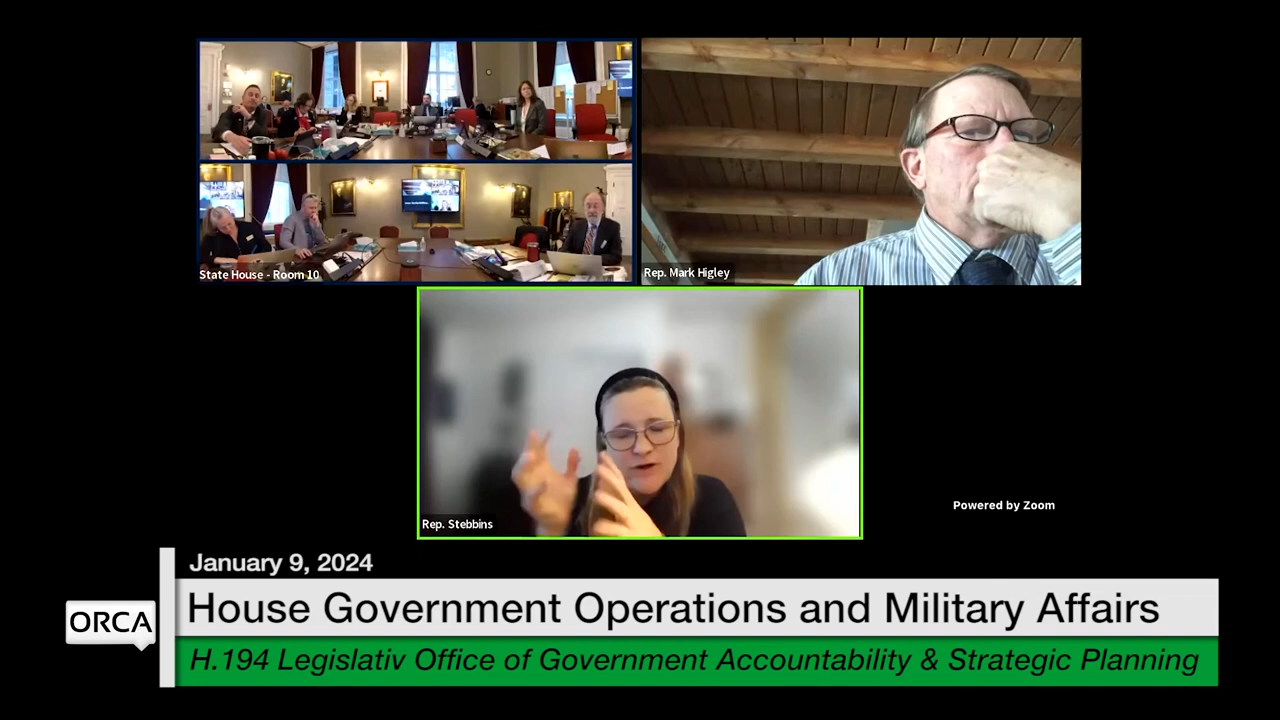 State House - Room 10
Rep. Mark Higley
Rep. Stebbins
Powered by Zoom
January 9, 2024
ORCA
House Government Operations and Military Affairs
H.194 Legislativ Office of Government Accountability & Strategic Planning